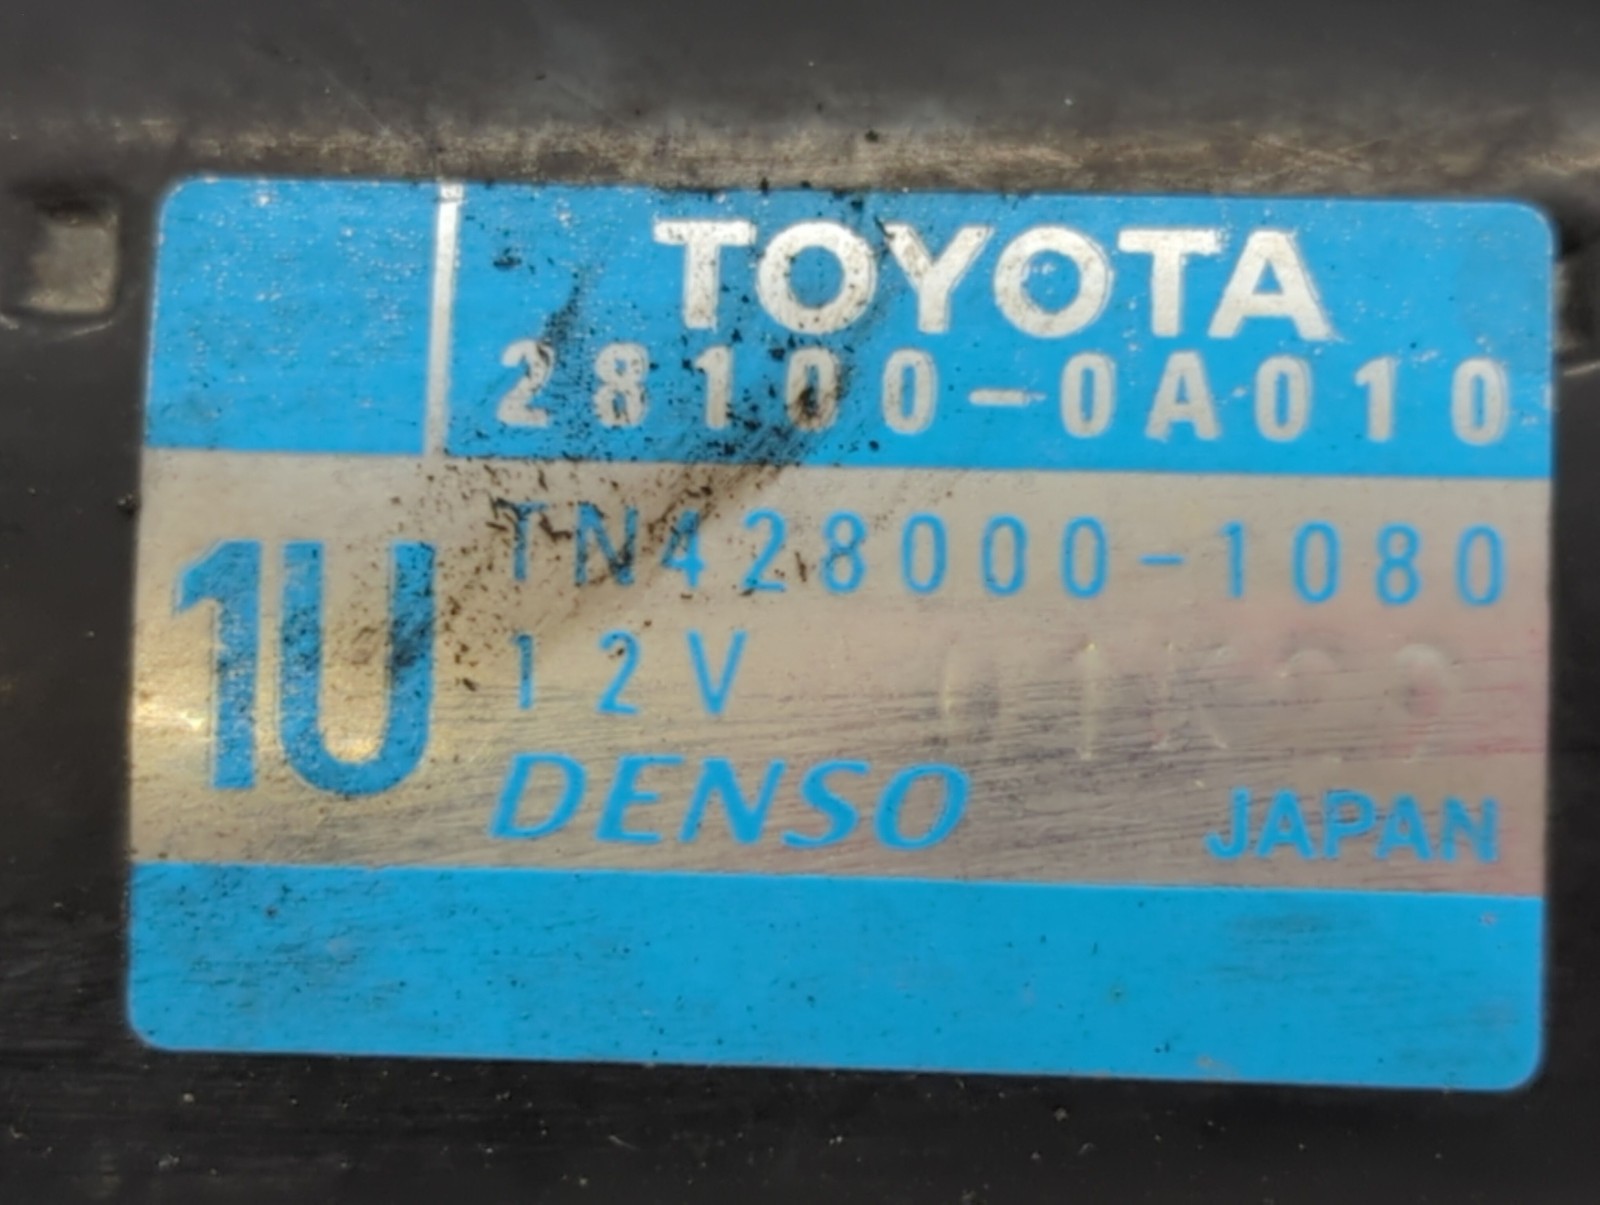 TOYOTA
28100-0A010
1U
TN428000-1080
12V
DENSO
JAPAN